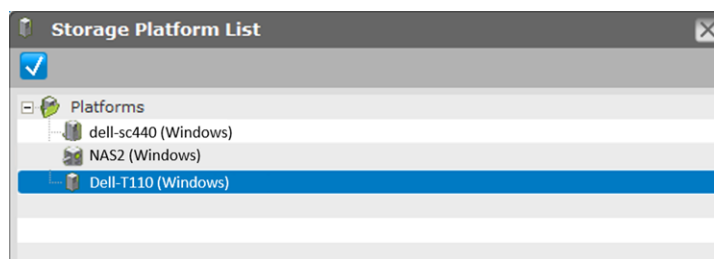 Storage Platform List
Platforms
dell-sc440 (Windows)
NAS2 (Windows)
Dell-T110 (Windows)